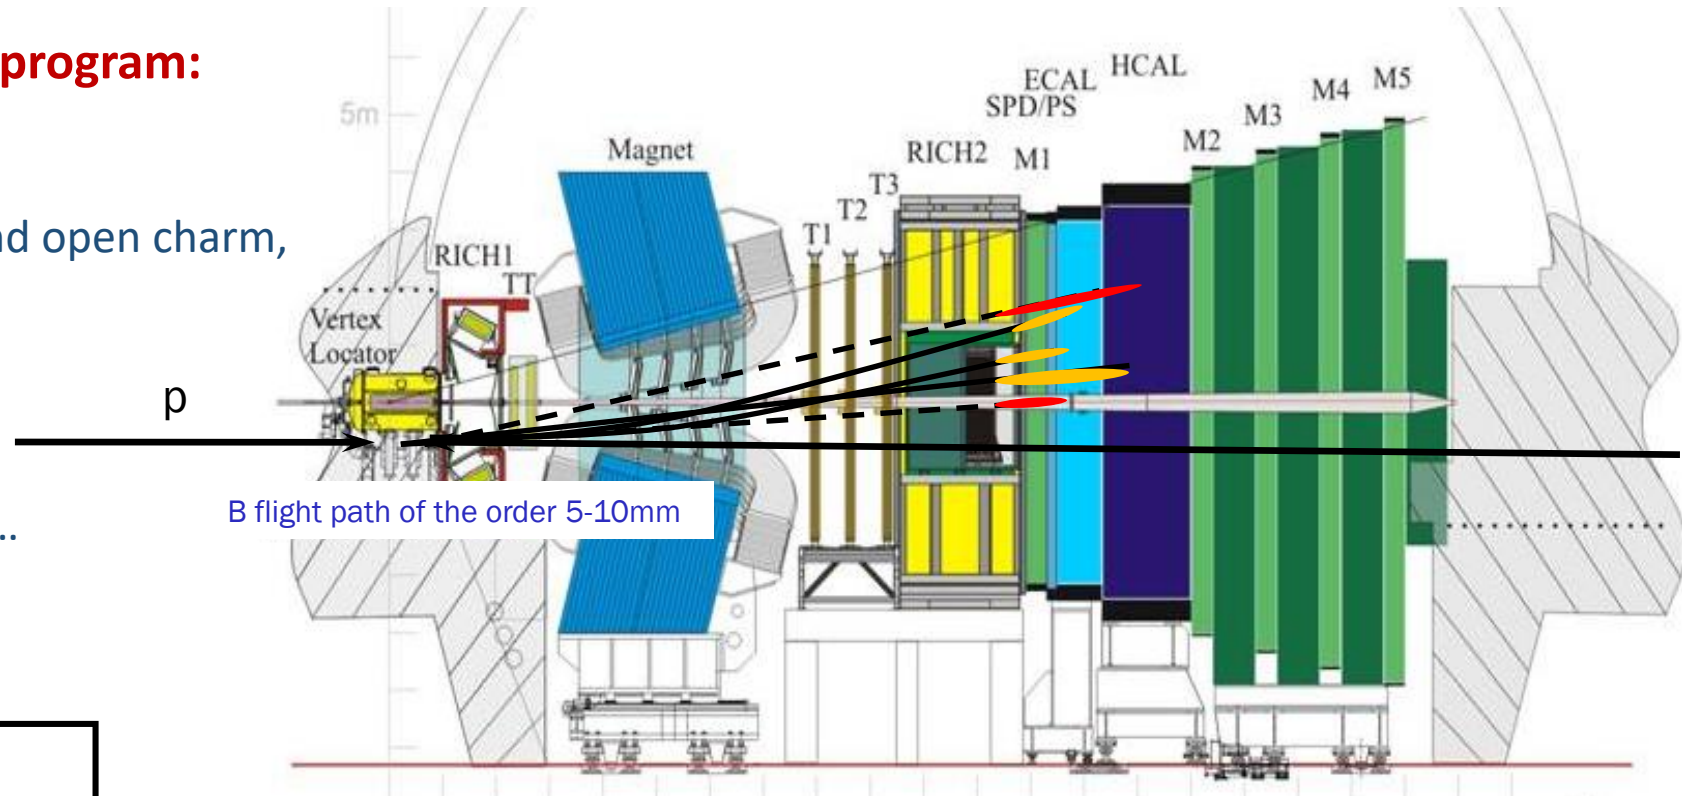 program:
nd open charm,
..
5m
Magnet
RICH1
TT
Vertex
Locator
p
T1
T2
T3
RICH2
M1
SPD/PS
ECAL
HCAL
M2
M3
M4
M5
B flight path of the order 5-10mm